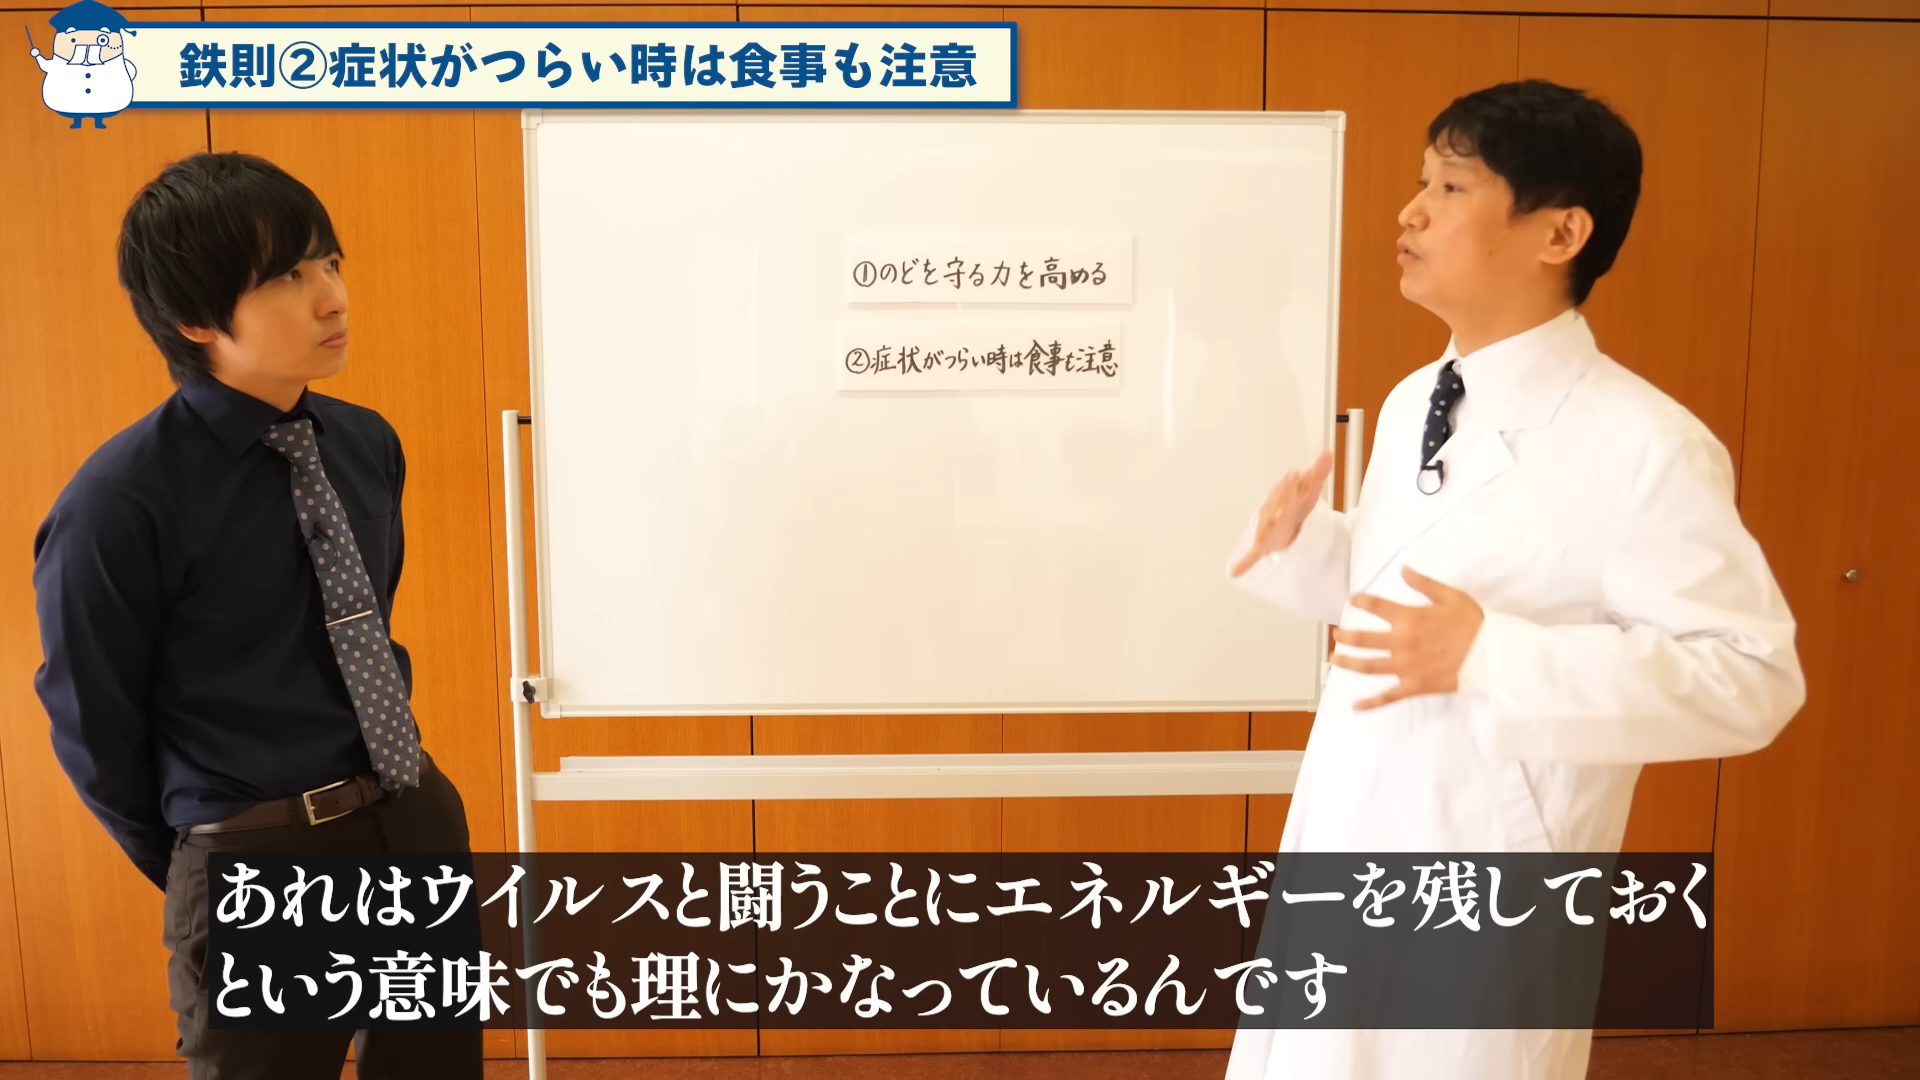 鉄則②症状がつらい時は食事も注意
①のどを守る力を高める
②症状がつらい時は食事も注意
あれはウイルスと闘うことにエネルギーを残しておく
という意味でも理にかなっているんです